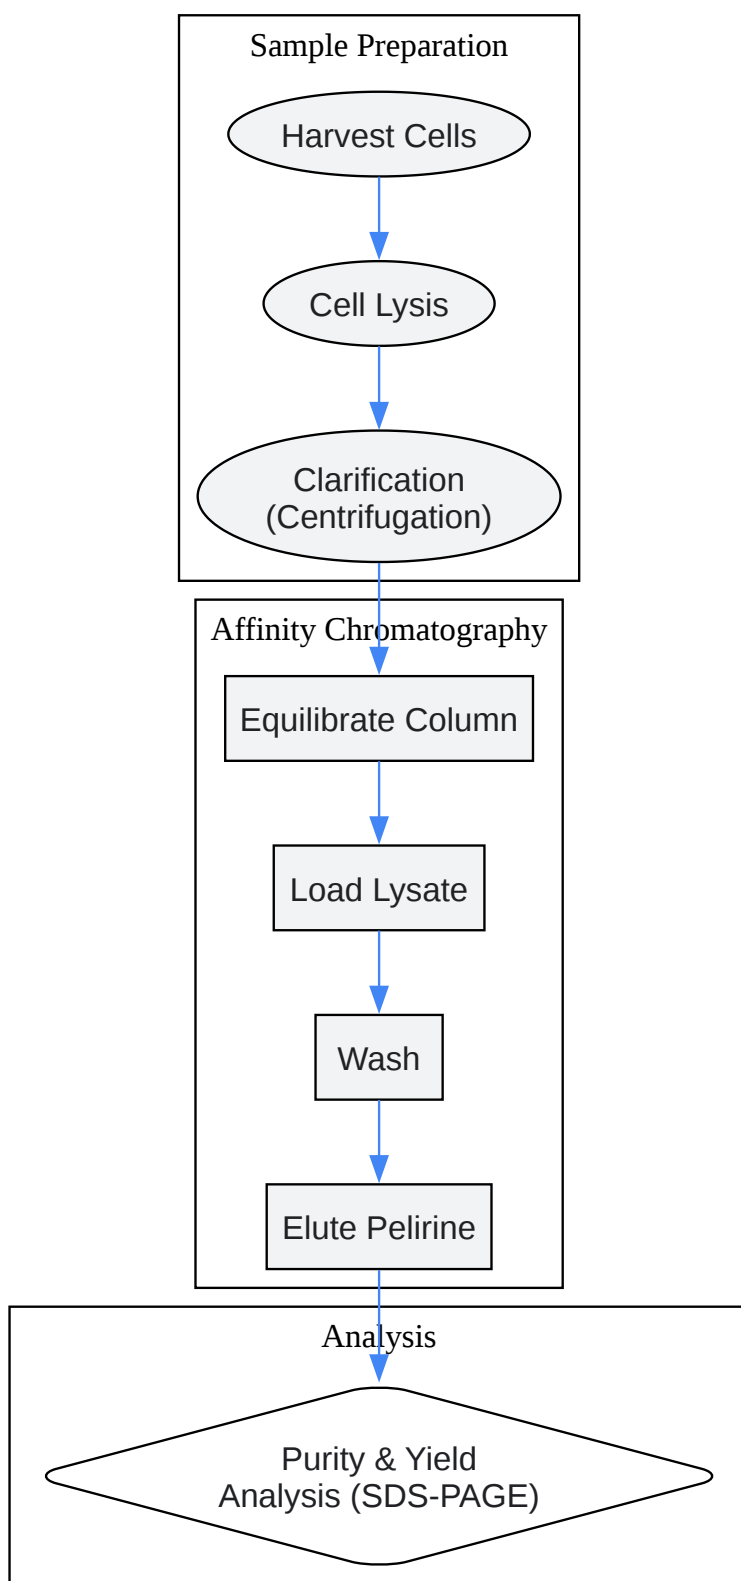 Sample Preparation
Harvest Cells
Cell Lysis
Clarification
(Centrifugation)
Affinity Chromatography
Equilibrate Column
Load Lysate
Wash
Elute Pelirine
Analysis
Purity & Yield
Analysis (SDS-PAGE)